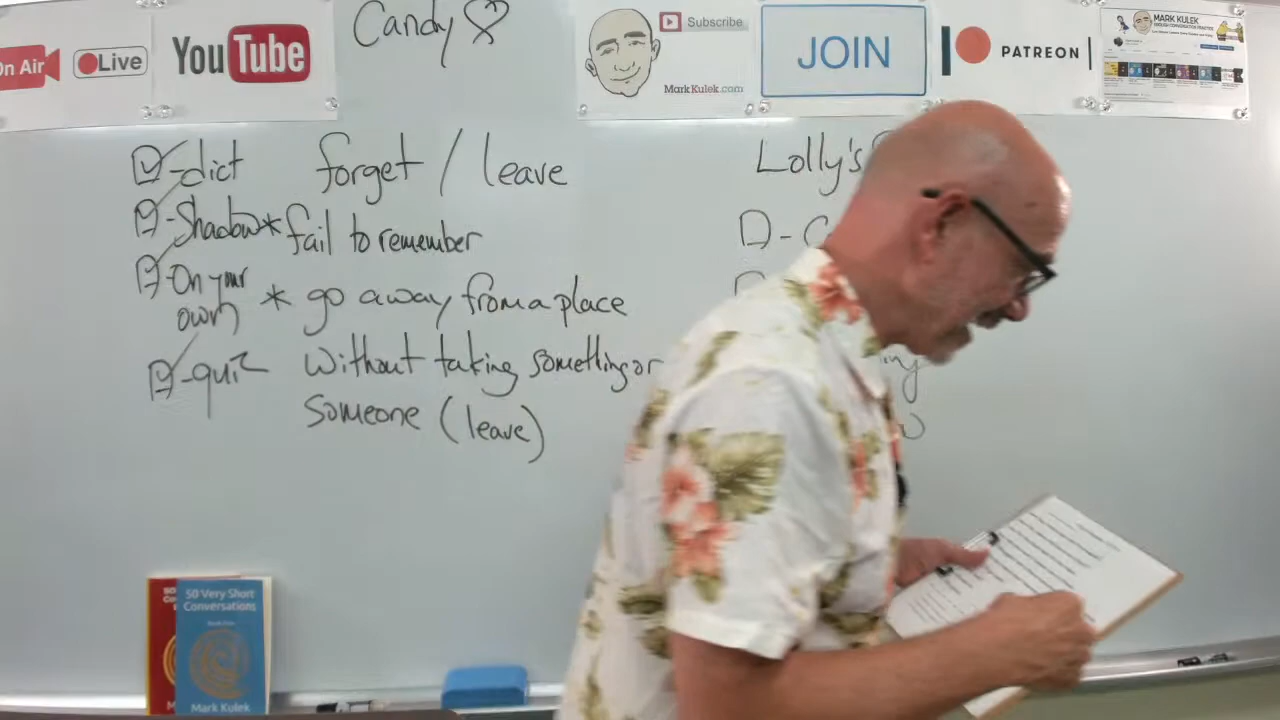 On Air
Live
YouTube
Candy
Subscribe
MarkKulek.com
JOIN
PATREON
MARK KULEK
dict forget / leave
Shadow * fail to remember
On your
own * go away from a place
quiz without taking something or
someone (leave)
Lolly's
50 Very Short
Conversations
Mark Kulek